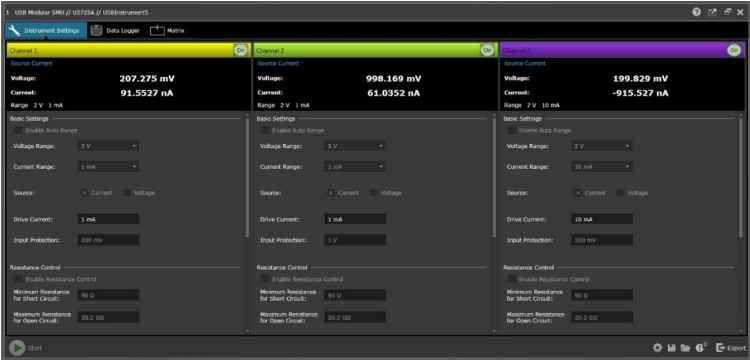 1 USB Modular SMU // U2722A // USBInstrument5
Instrument Settings Data Logger Matrix
Channel 1 On
Source Current
Voltage: 207.275 mV
Current: 91.5527 nA
Range 2 V 1 mA
Basic Settings
Enable Auto Range
Voltage Range: 2 V
Current Range: 1 mA
Source: Current Voltage
Drive Current: 1 mA
Input Protection: 200 mV
Resistance Control
Enable Resistance Control
Minimum Resistance
for Short Circuit: 90 Ω
Maximum Resistance
for Open Circuit: 20.2 GΩ
Channel 2 On
Source Current
Voltage: 998.169 mV
Current: 61.0352 nA
Range 2 V 1 mA
Basic Settings
Enable Auto Range
Voltage Range: 2 V
Current Range: 1 mA
Source: Current Voltage
Drive Current: 1 mA
Input Protection: 1 V
Resistance Control
Enable Resistance Control
Minimum Resistance
for Short Circuit: 90 Ω
Maximum Resistance
for Open Circuit: 20.2 GΩ
Channel 3 On
Source Current
Voltage: 199.829 mV
Current: -915.527 nA
Range 2 V 10 mA
Basic Settings
Enable Auto Range
Voltage Range: 2 V
Current Range: 10 mA
Source: Current Voltage
Drive Current: 10 mA
Input Protection: 200 mV
Resistance Control
Enable Resistance Control
Minimum Resistance
for Short Circuit: 90 Ω
Maximum Resistance
for Open Circuit: 20.2 GΩ
Start Export